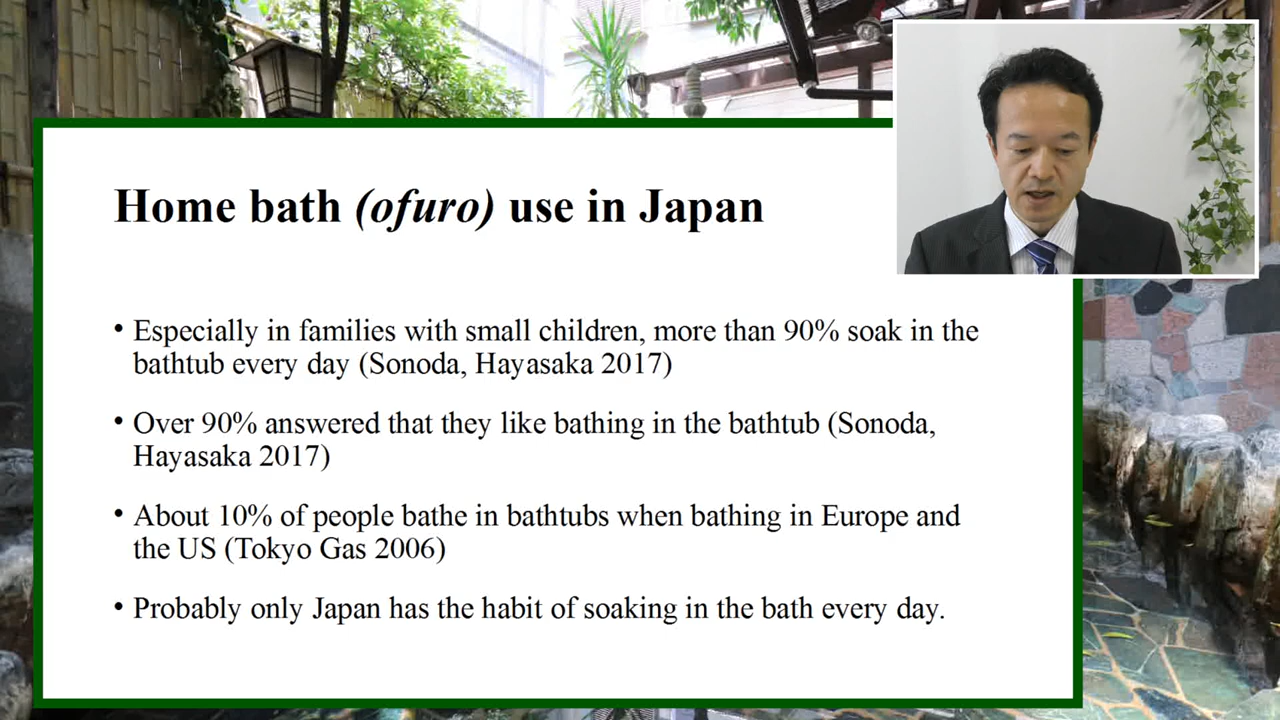 Home bath (ofuro) use in Japan
• Especially in families with small children, more than 90% soak in the
bathtub every day (Sonoda, Hayasaka 2017)
• Over 90% answered that they like bathing in the bathtub (Sonoda,
Hayasaka 2017)
• About 10% of people bathe in bathtubs when bathing in Europe and
the US (Tokyo Gas 2006)
• Probably only Japan has the habit of soaking in the bath every day.